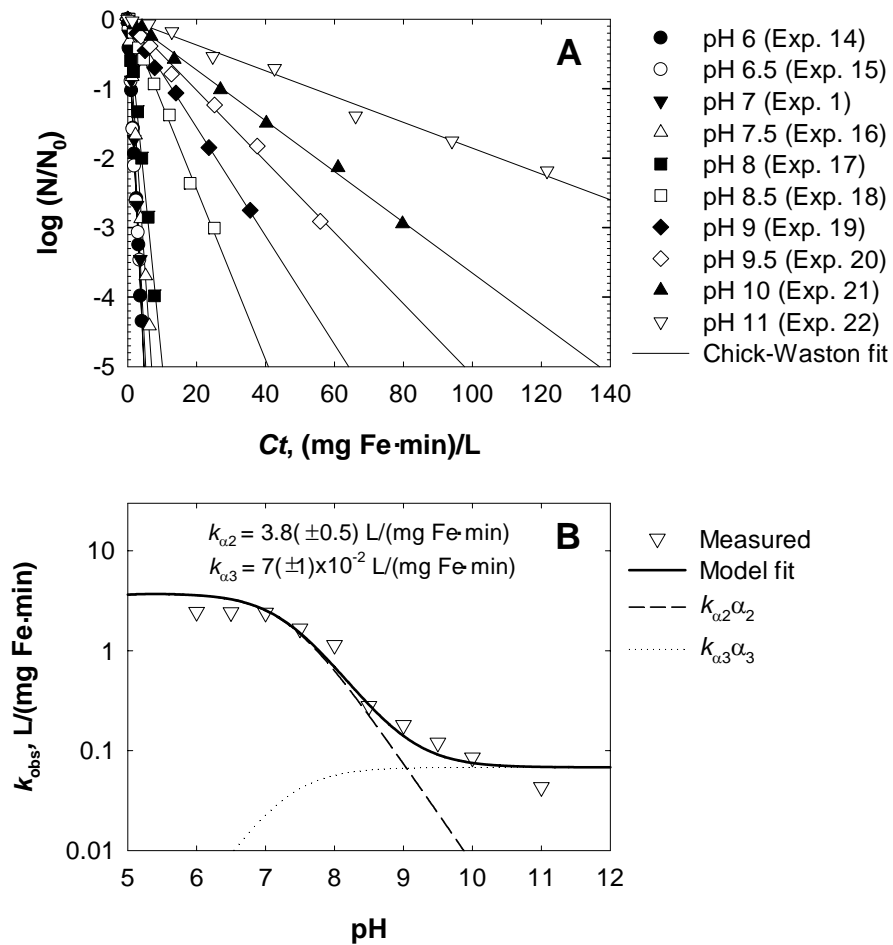 A
log (N/N₀)
0
-1
-2
-3
-4
-5
0 20 40 60 80 100 120 140
Ct, (mg Fe·min)/L
pH 6 (Exp. 14)
pH 6.5 (Exp. 15)
pH 7 (Exp. 1)
pH 7.5 (Exp. 16)
pH 8 (Exp. 17)
pH 8.5 (Exp. 18)
pH 9 (Exp. 19)
pH 9.5 (Exp. 20)
pH 10 (Exp. 21)
pH 11 (Exp. 22)
Chick-Waston fit
B
kα2 = 3.8(±0.5) L/(mg Fe·min)
kα3 = 7(±1)x10⁻² L/(mg Fe·min)
kobs, L/(mg Fe·min)
10
1
0.1
0.01
5 6 7 8 9 10 11 12
pH
Measured
Model fit
kα2α2
kα3α3